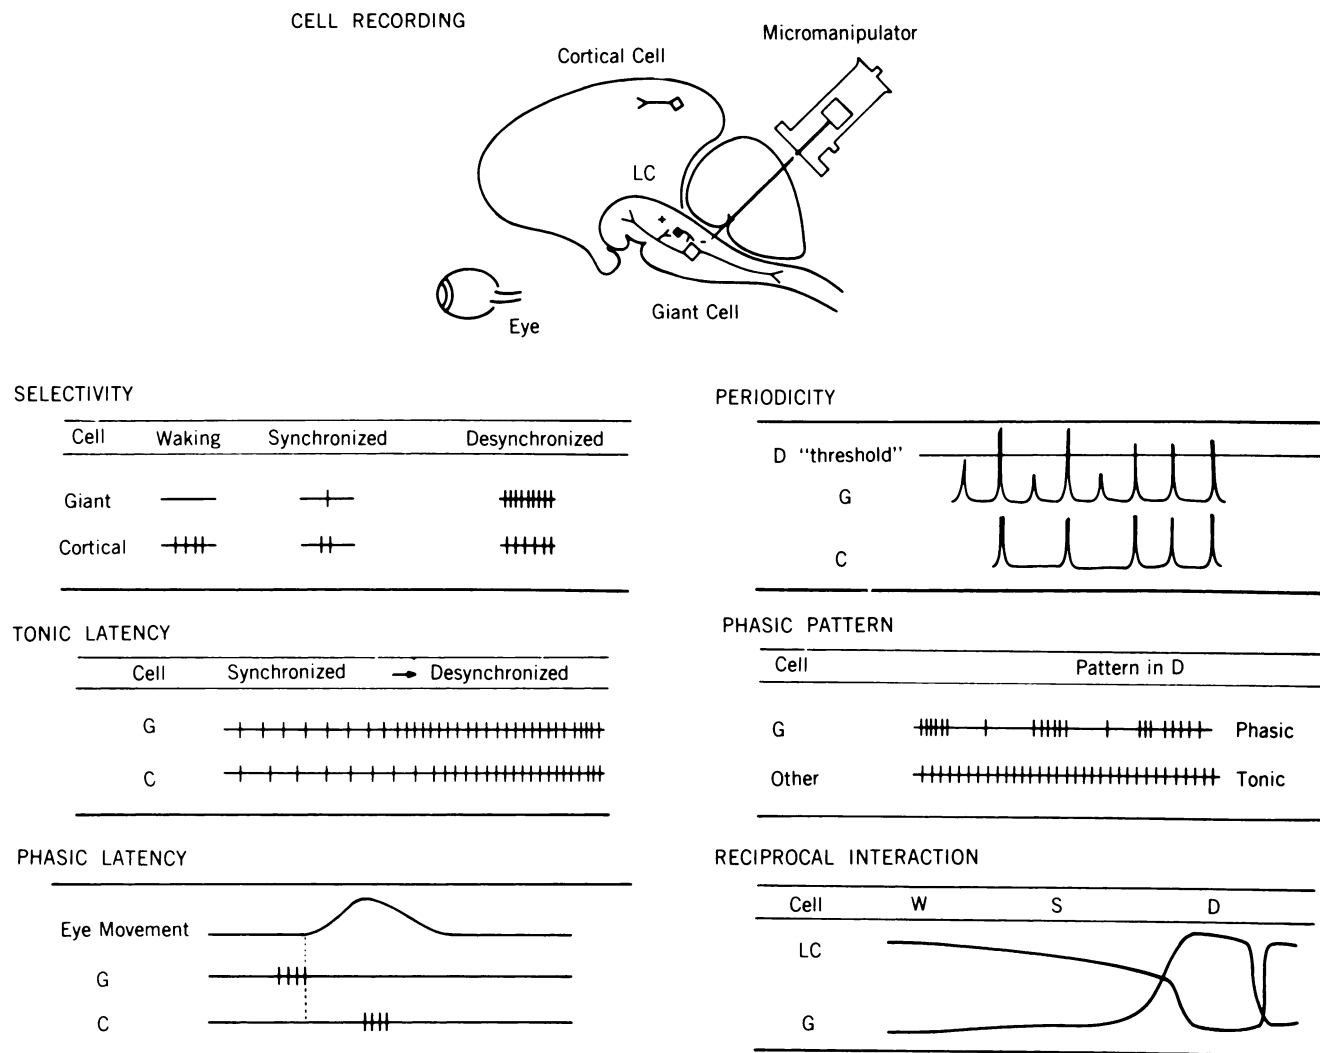 CELL RECORDING
Micromanipulator
Cortical Cell
LC
Giant Cell
Eye
SELECTIVITY
Cell Waking Synchronized Desynchronized
Giant
Cortical
TONIC LATENCY
Cell Synchronized → Desynchronized
G
C
PHASIC LATENCY
Eye Movement
G
C
PERIODICITY
D "threshold"
G
C
PHASIC PATTERN
Cell Pattern in D
G Phasic
Other Tonic
RECIPROCAL INTERACTION
Cell W S D
LC
G